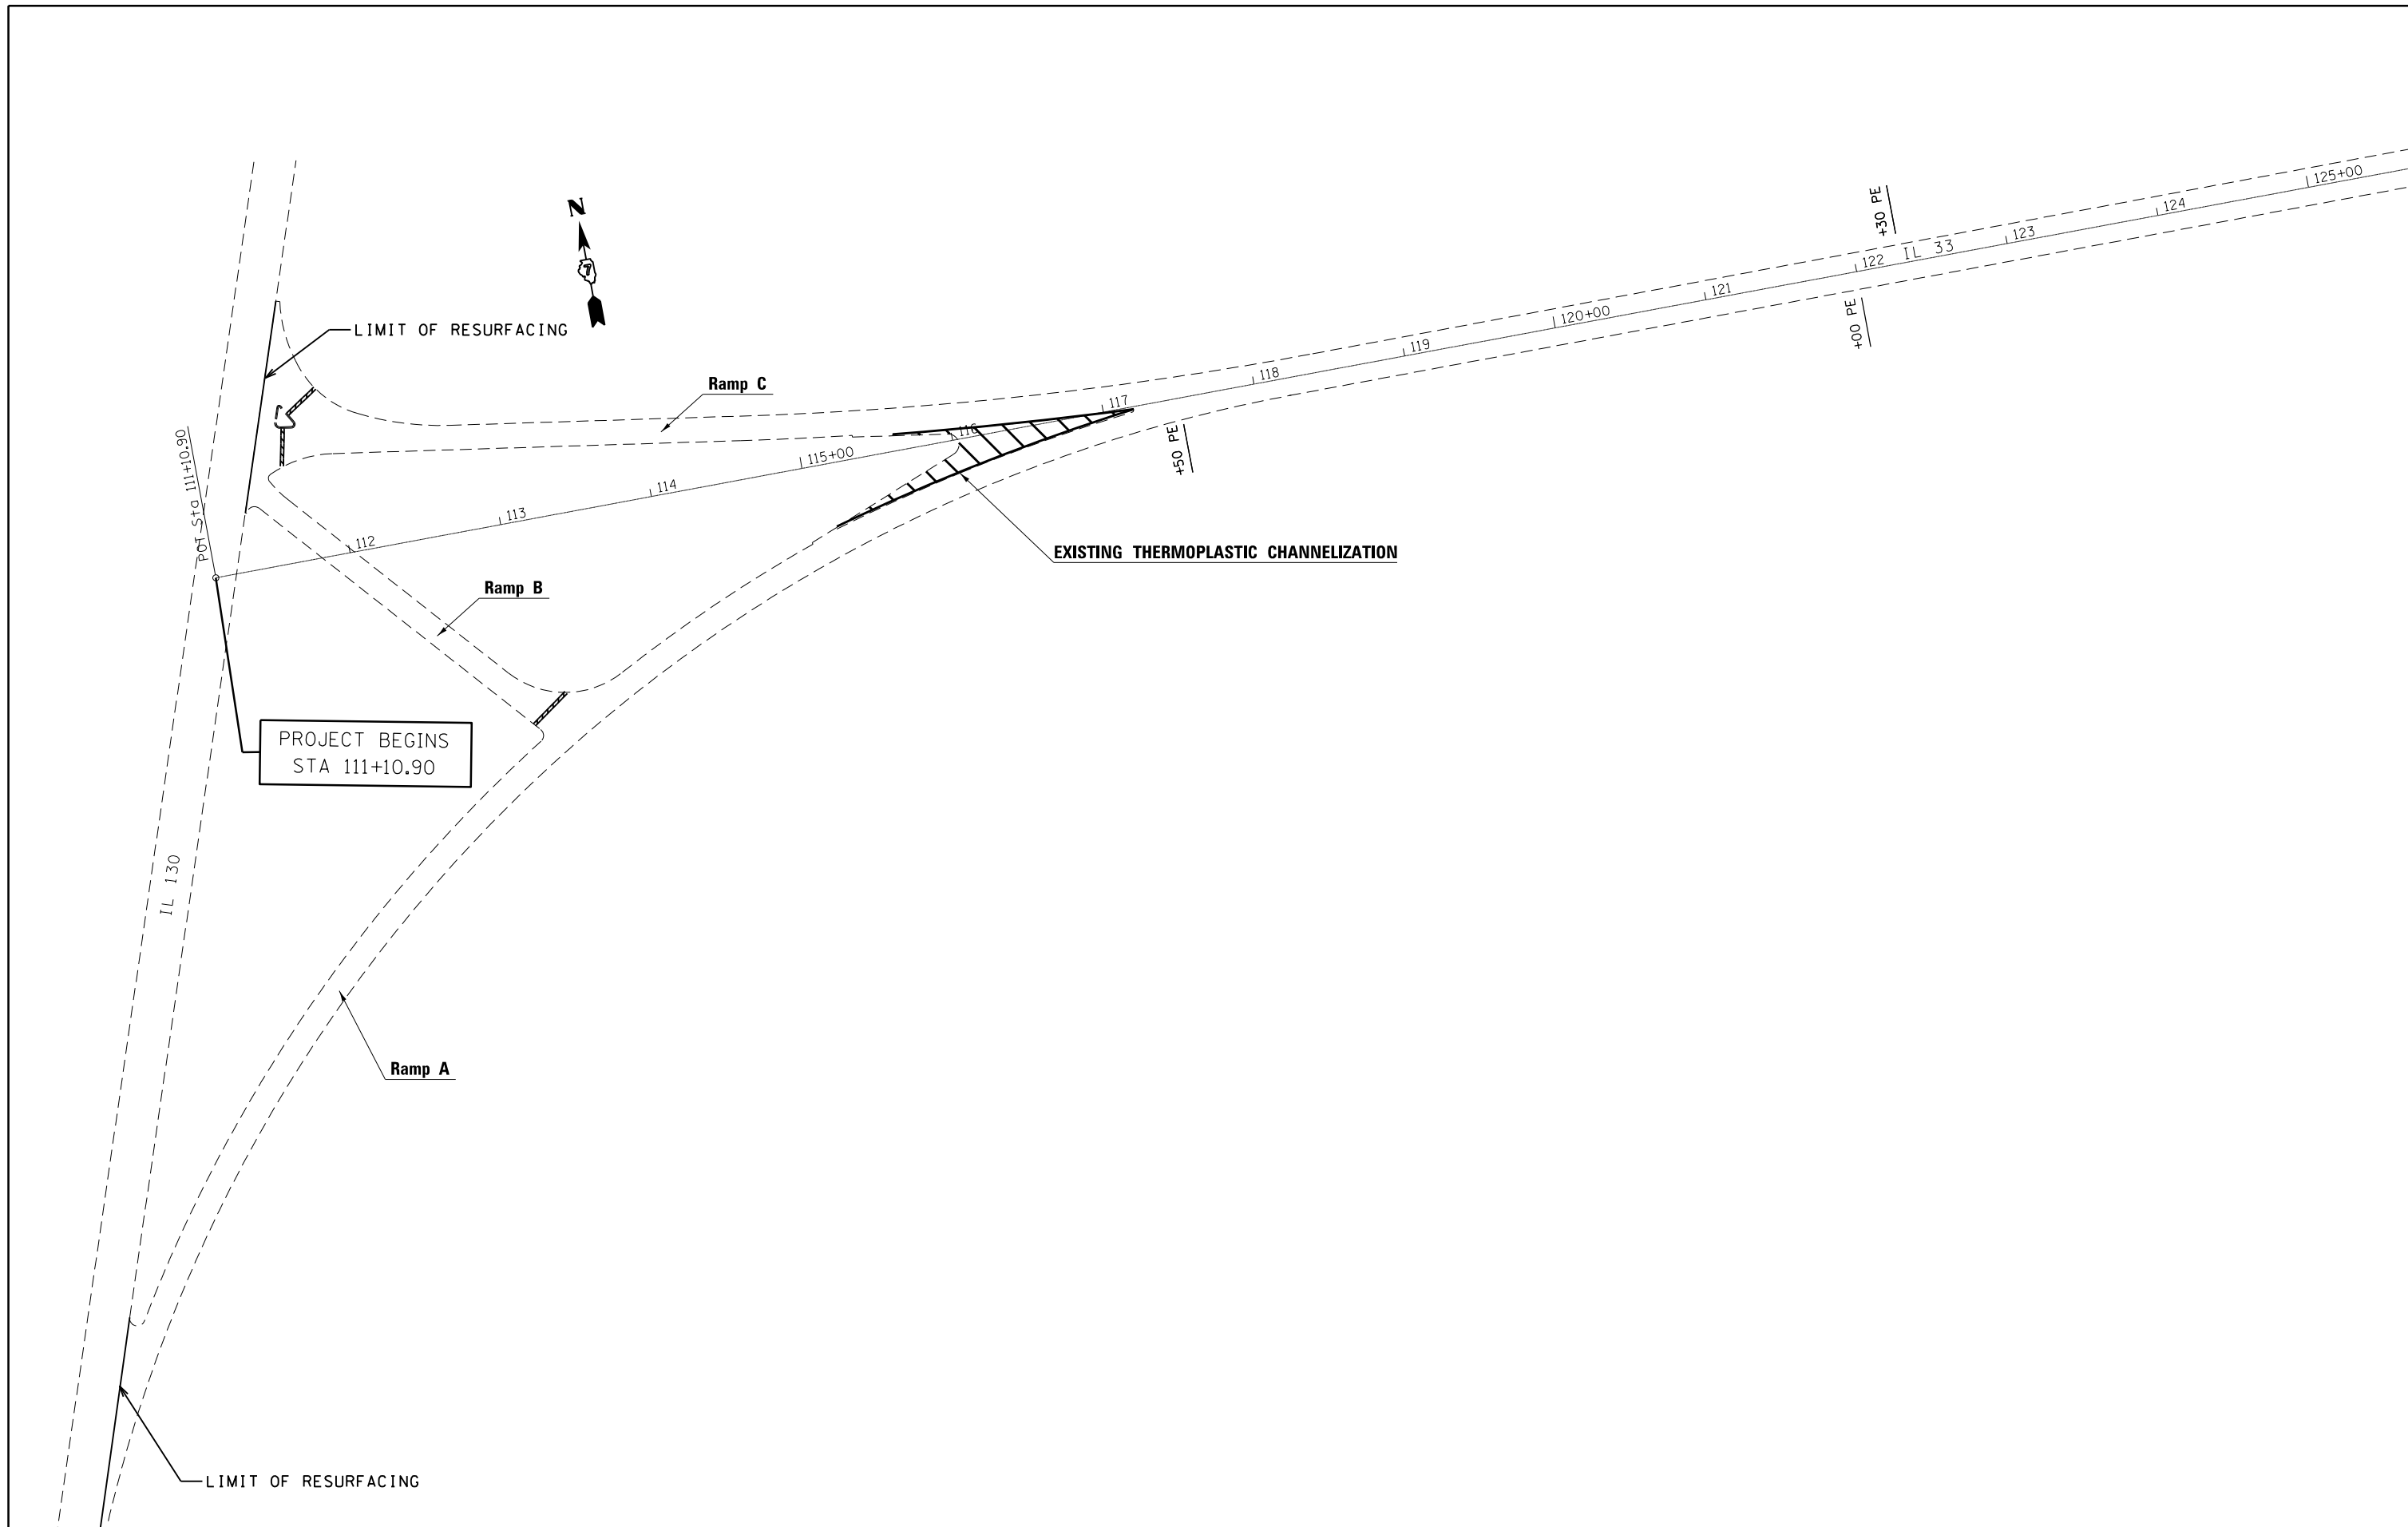 125+00
124
+30 PE
123
IL 33
122
N
7
121
+00 PE
120+00
LIMIT OF RESURFACING
119
118
Ramp C
117
116
POT Sta 111+10.90
+50 PE
115+00
114
113
112
EXISTING THERMOPLASTIC CHANNELIZATION
Ramp B
PROJECT BEGINS
STA 111+10.90
IL 130
Ramp A
LIMIT OF RESURFACING